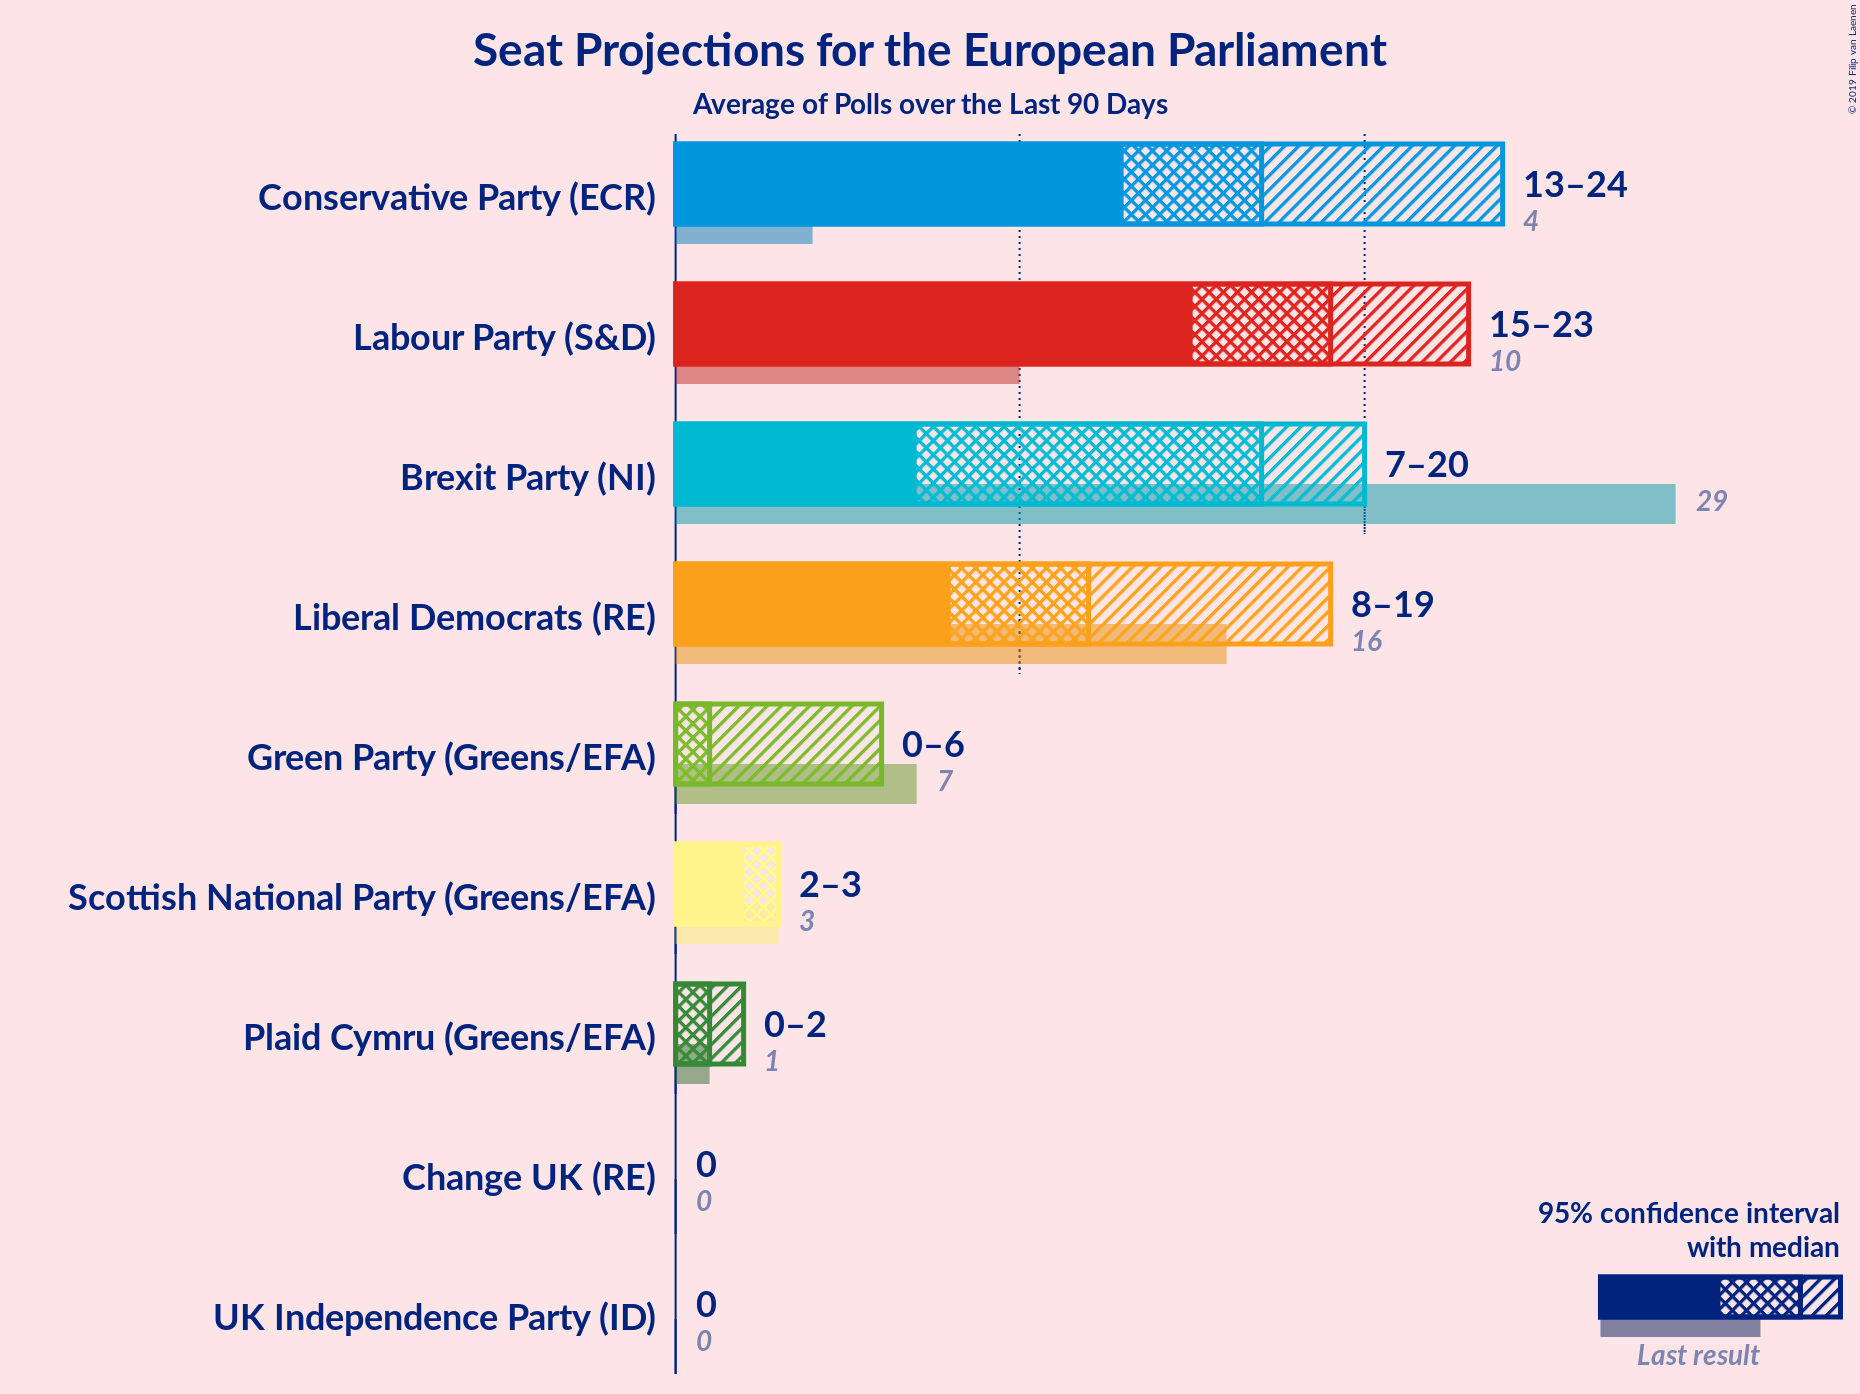 Seat Projections for the European Parliament
Average of Polls over the Last 90 Days
© 2019 Filip van Laenen
Conservative Party (ECR)
13–24
4
Labour Party (S&D)
15–23
10
Brexit Party (NI)
7–20
29
Liberal Democrats (RE)
8–19
16
Green Party (Greens/EFA)
0–6
7
Scottish National Party (Greens/EFA)
2–3
3
Plaid Cymru (Greens/EFA)
0–2
1
Change UK (RE)
0
0
UK Independence Party (ID)
0
0
95% confidence interval
with median
Last result